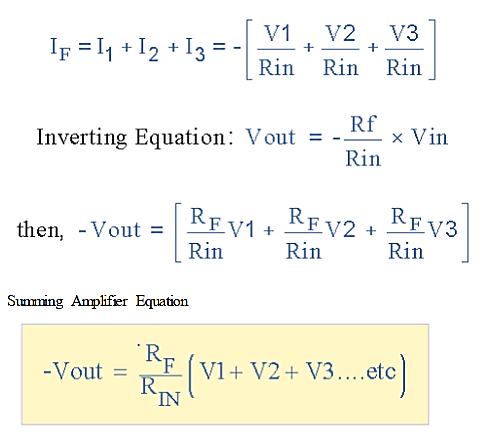 I_F = I_1 + I_2 + I_3 = -[ V1/Rin + V2/Rin + V3/Rin ]
Inverting Equation: Vout = - Rf/Rin × Vin
then, -Vout = [ R_F/Rin V1 + R_F/Rin V2 + R_F/Rin V3 ]
Summing Amplifier Equation
-Vout = R_F/R_IN ( V1 + V2 + V3....etc )